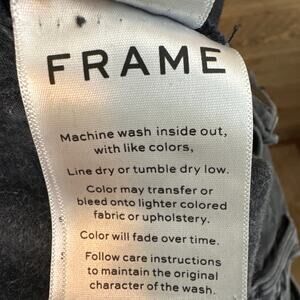 FRAME
Machine wash inside out,
with like colors,
Line dry or tumble dry low.
Color may transfer or
bleed onto lighter colored
fabric or upholstery.
Color will fade over time.
Follow care instructions
to maintain the original
character of the wash.